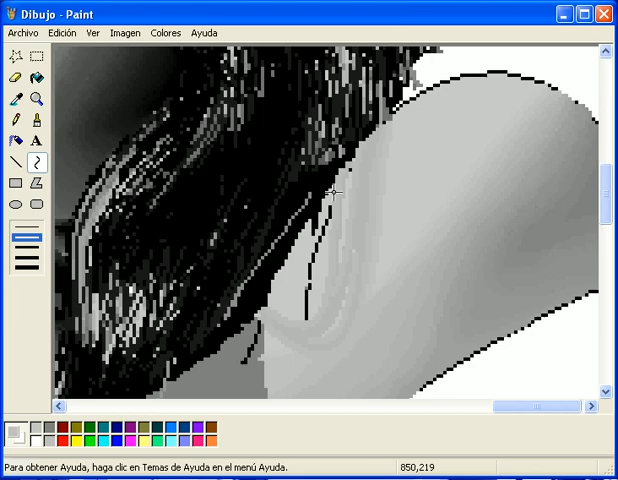 Dibujo - Paint
Archivo Edición Ver Imagen Colores Ayuda
A
Para obtener Ayuda, haga clic en Temas de Ayuda en el menú Ayuda. 850,219